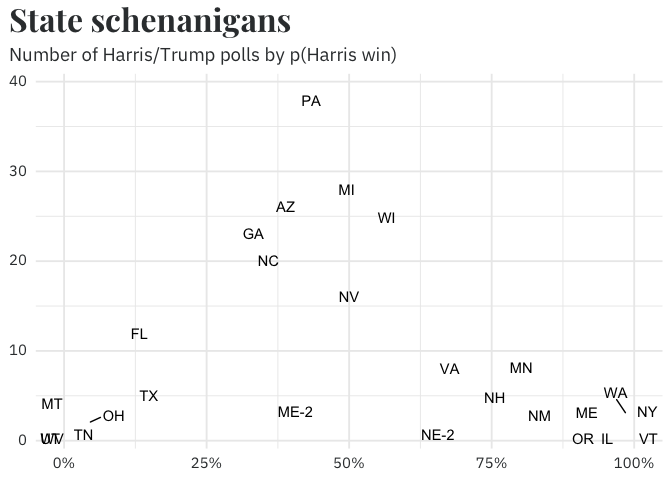 State schenanigans
Number of Harris/Trump polls by p(Harris win)
40
PA
30
MI
AZ
WI
GA
20
NC
NV
FL
10
VA
MN
TX
WA
NH
MT
OH
ME-2
NM
ME
NY
TN
NE-2
0
OR
IL
VT
0%
25%
50%
75%
100%